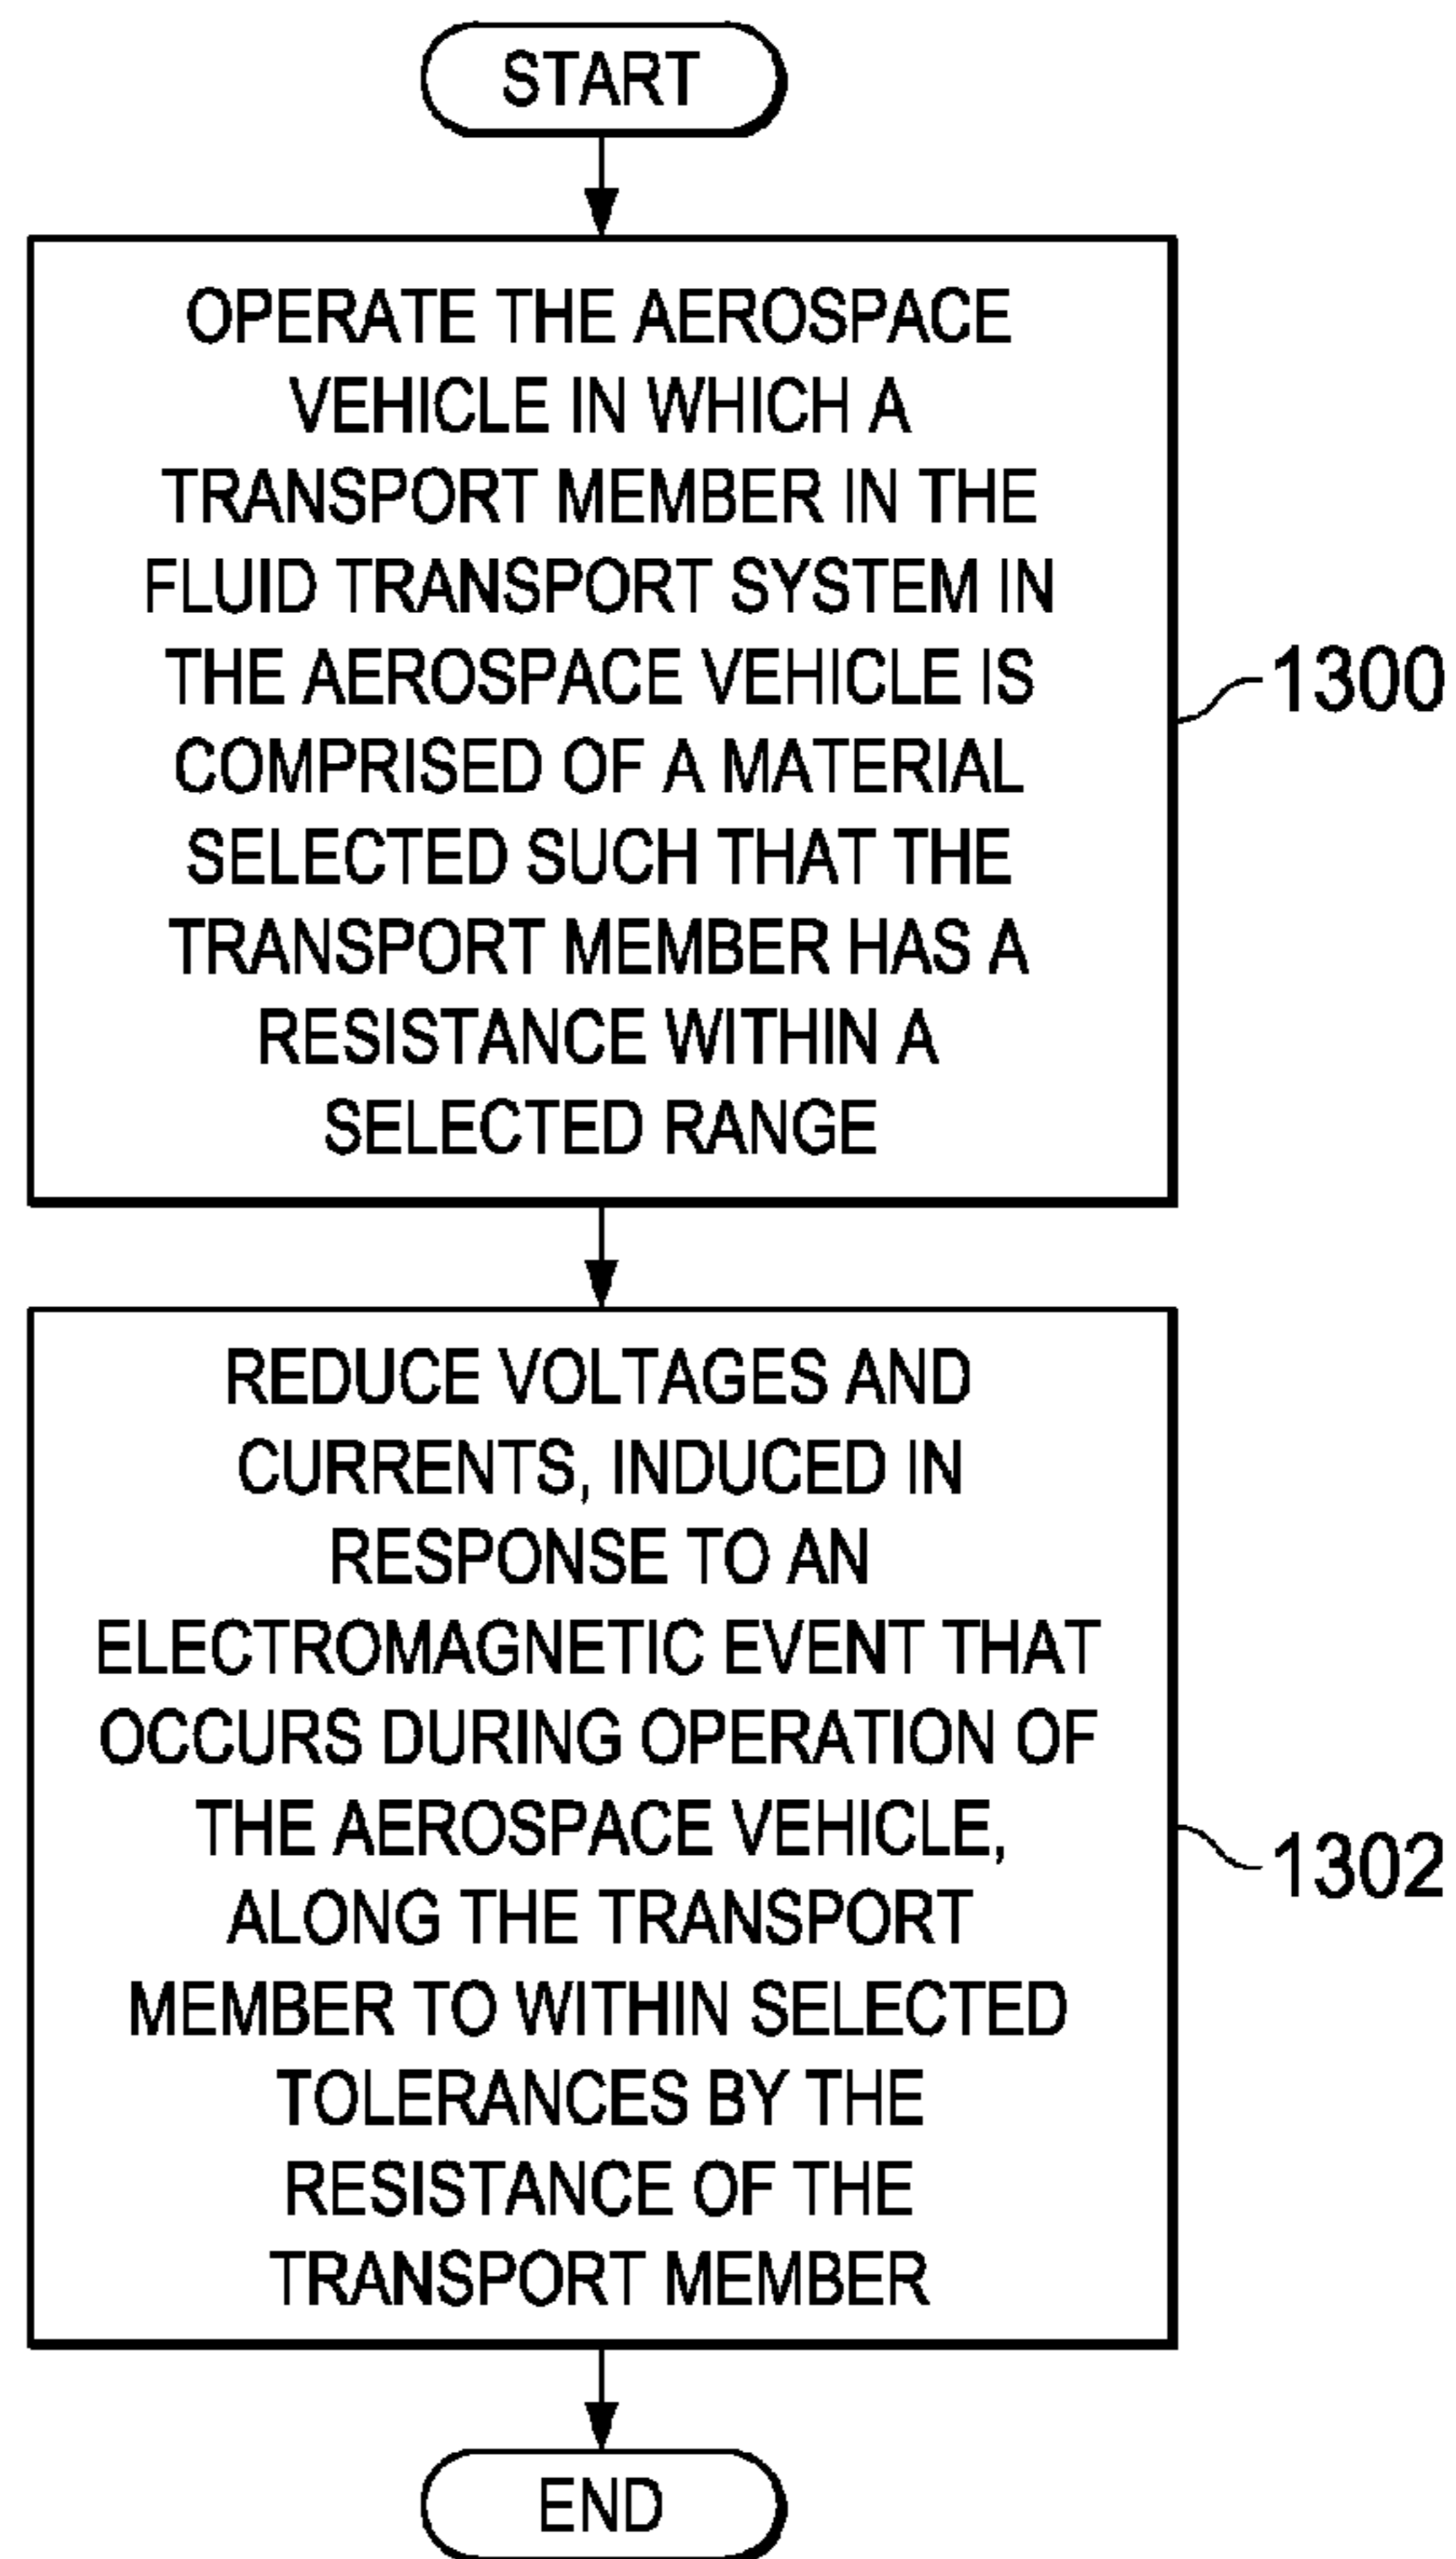 START
OPERATE THE AEROSPACE
VEHICLE IN WHICH A
TRANSPORT MEMBER IN THE
FLUID TRANSPORT SYSTEM IN
THE AEROSPACE VEHICLE IS
COMPRISED OF A MATERIAL
SELECTED SUCH THAT THE
TRANSPORT MEMBER HAS A
RESISTANCE WITHIN A
SELECTED RANGE
1300
REDUCE VOLTAGES AND
CURRENTS, INDUCED IN
RESPONSE TO AN
ELECTROMAGNETIC EVENT THAT
OCCURS DURING OPERATION OF
THE AEROSPACE VEHICLE,
ALONG THE TRANSPORT
MEMBER TO WITHIN SELECTED
TOLERANCES BY THE
RESISTANCE OF THE
TRANSPORT MEMBER
1302
END